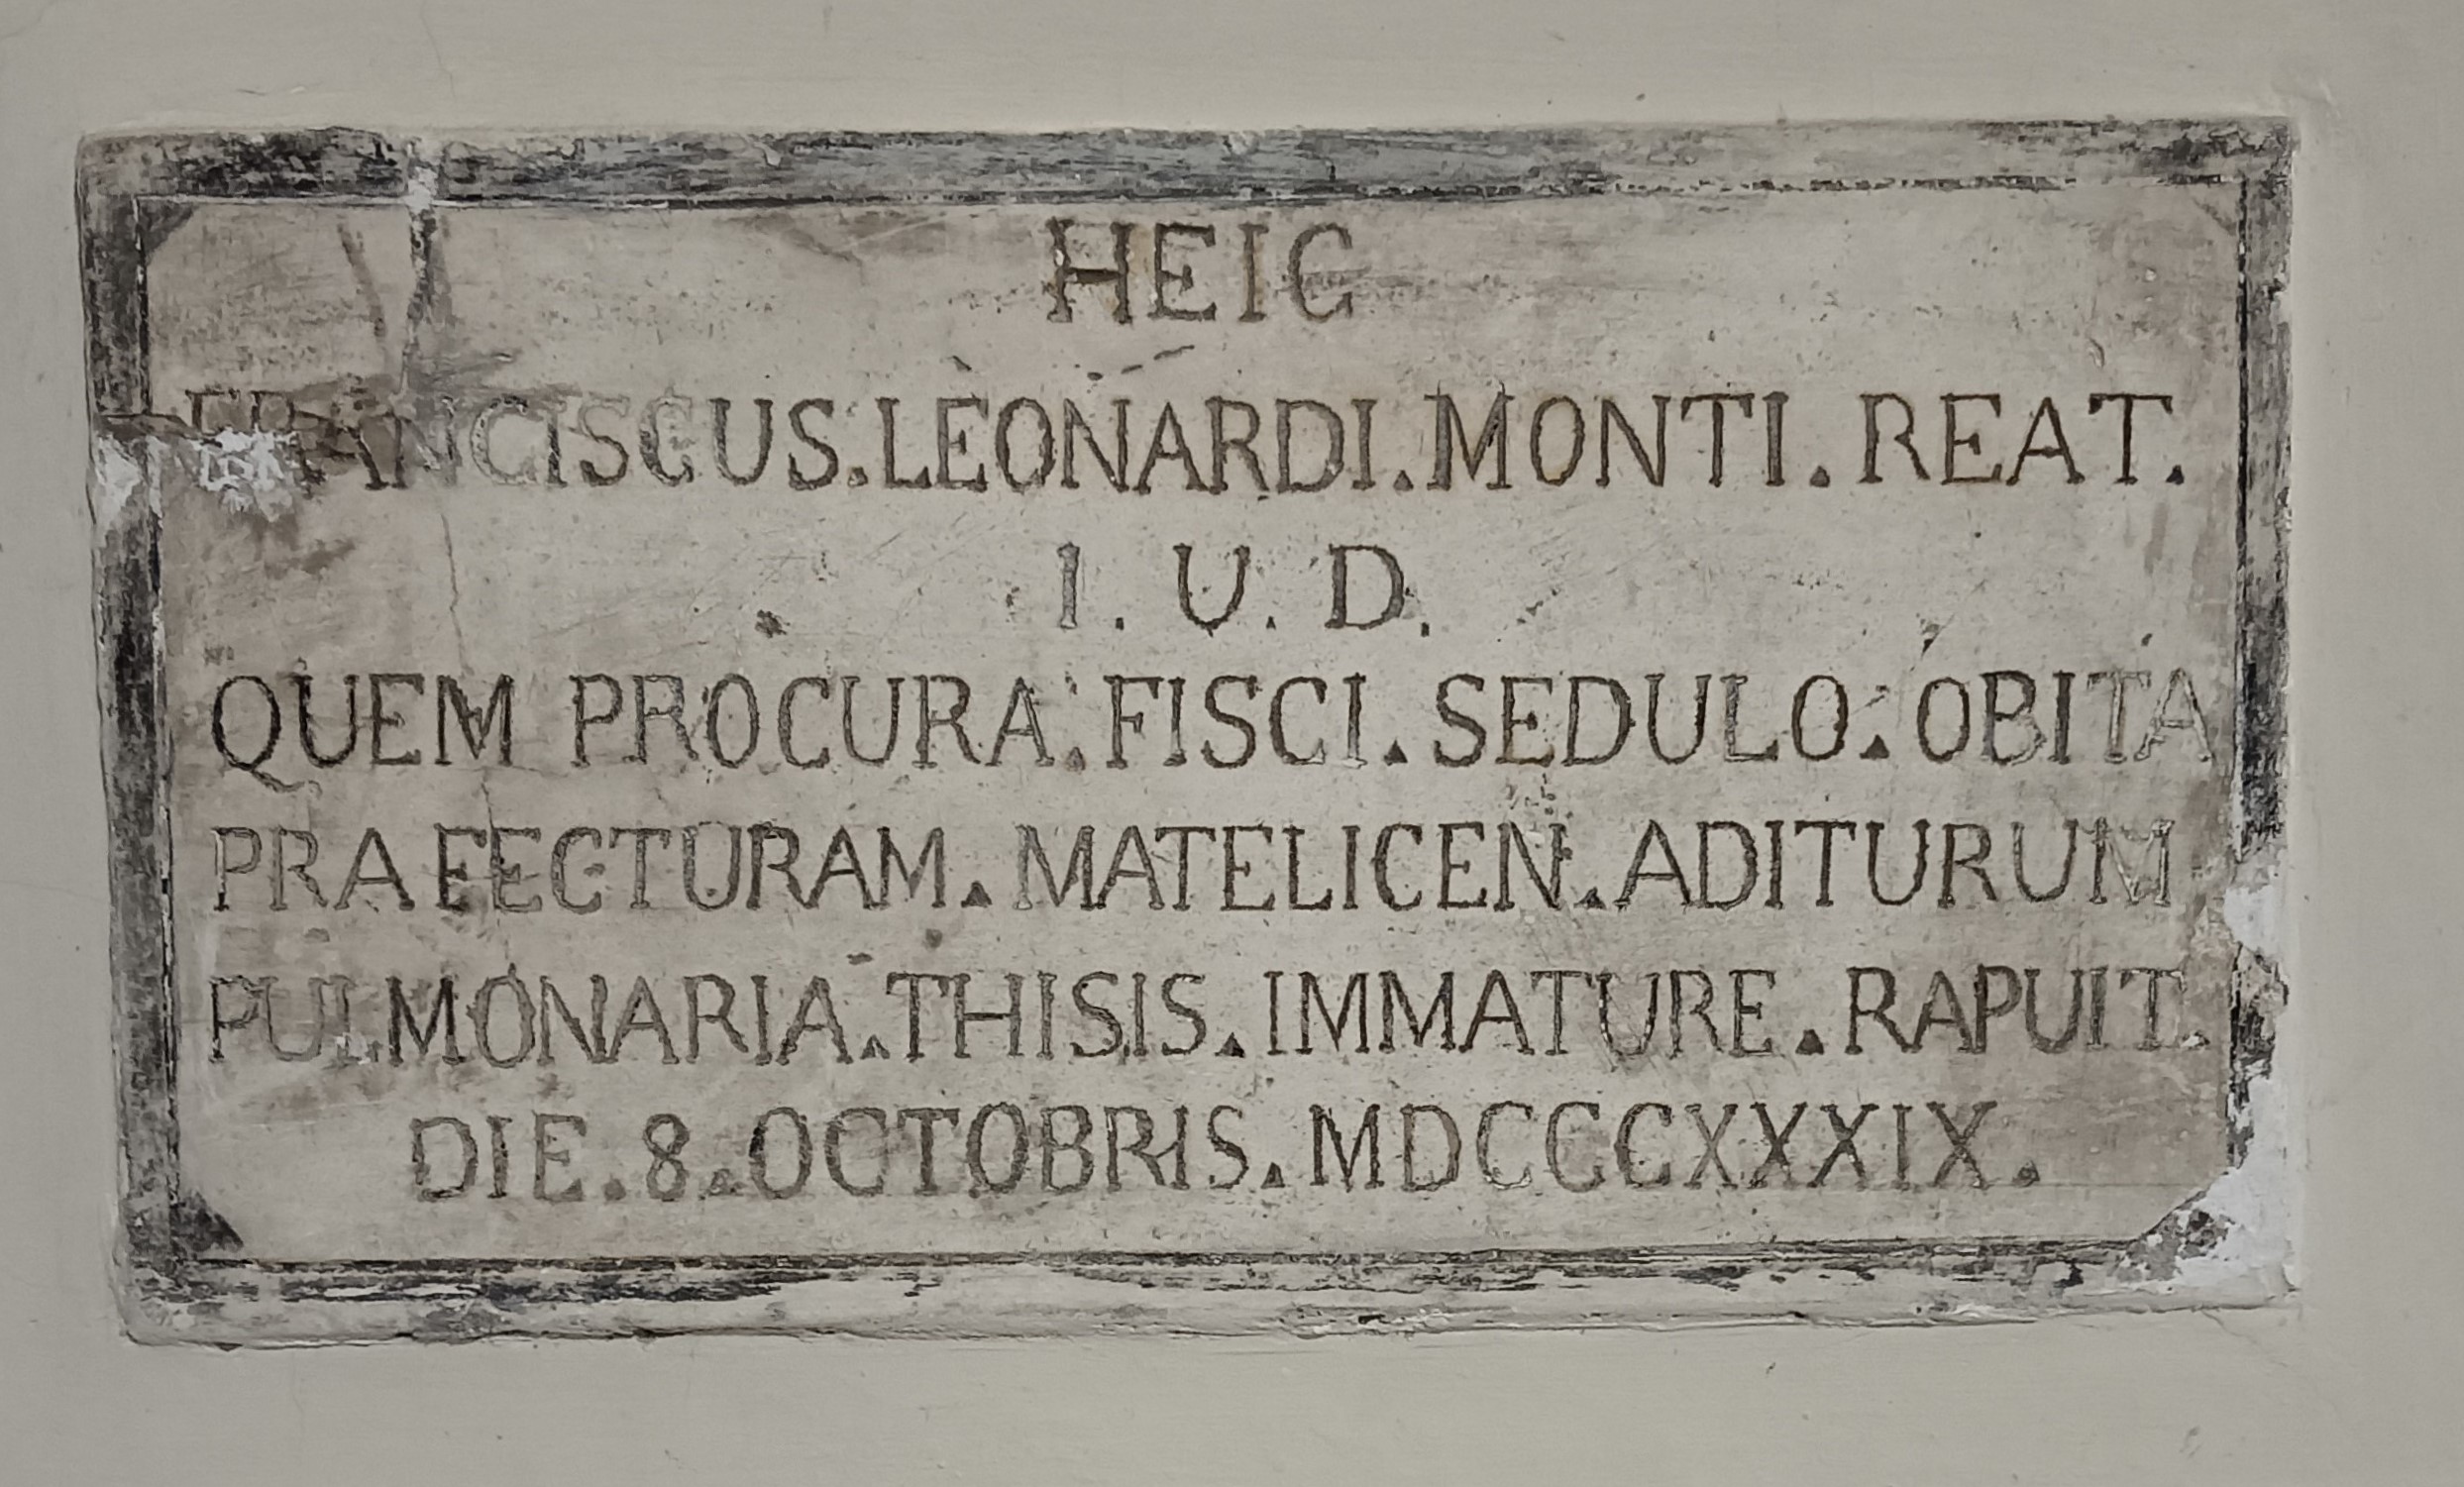 HEIC
FRANCISCUS.LEONARDI.MONTI.REAT.
I.U.D.
QUEM PROCURA.FISCI.SEDULO.OBITA
PRAEFECTURAM.MATELICEN.ADITURUM
PULMONARIA.THISIS.IMMATURE.RAPUIT.
DIE.8.OCTOBRIS.MDCCCXXXIX.